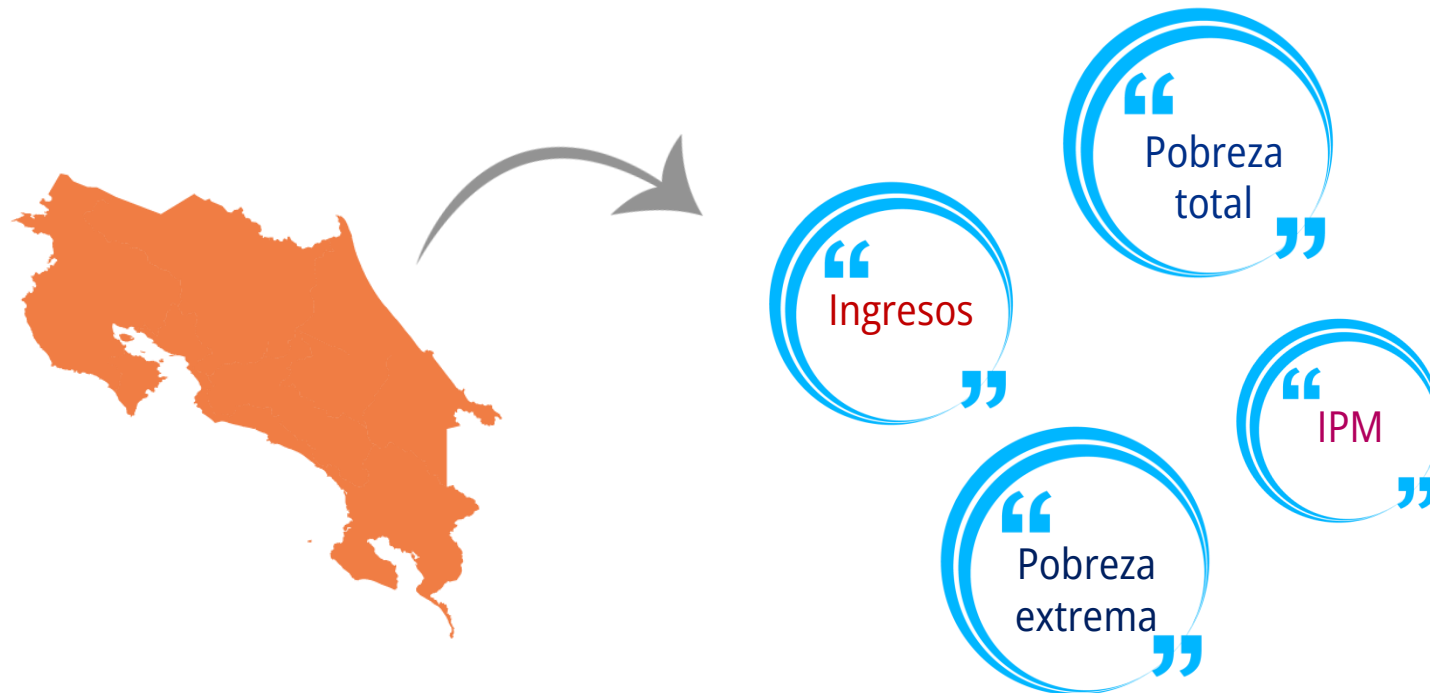 Pobreza
total
Ingresos
IPM
Pobreza
extrema